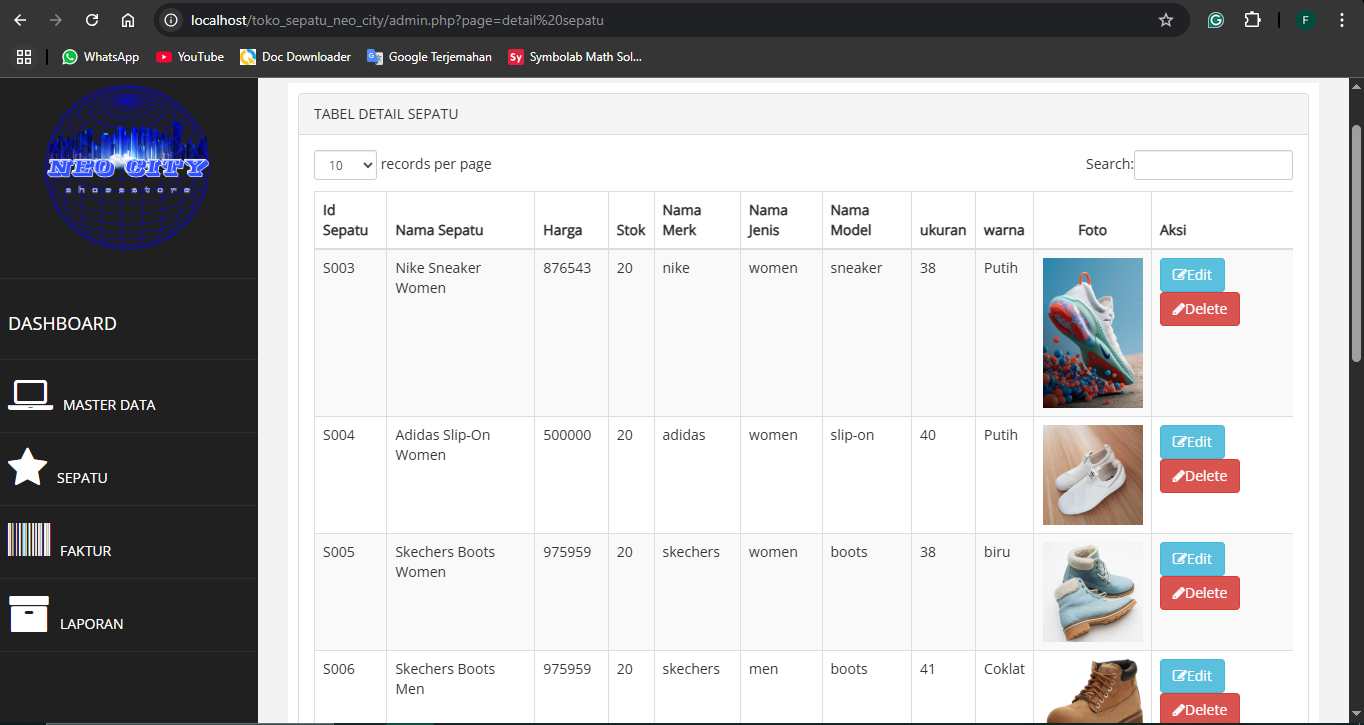 localhost/toko_sepatu_neo_city/admin.php?page=detail%20sepatu
F
WhatsApp
YouTube
Doc Downloader
Google Terjemahan
Sy
Symbolab Math Sol...
NEO CITY
shoesstore
DASHBOARD
MASTER DATA
SEPATU
FAKTUR
LAPORAN
TABEL DETAIL SEPATU
10 records per page
Search:
Id Sepatu
Nama Sepatu
Harga
Stok
Nama Merk
Nama Jenis
Nama Model
ukuran
warna
Foto
Aksi
S003
Nike Sneaker
Women
876543
20
nike
women
sneaker
38
Putih
Edit
Delete
S004
Adidas Slip-On
Women
500000
20
adidas
women
slip-on
40
Putih
Edit
Delete
S005
Skechers Boots
Women
975959
20
skechers
women
boots
38
biru
Edit
Delete
S006
Skechers Boots
Men
975959
20
skechers
men
boots
41
Coklat
Edit
Delete